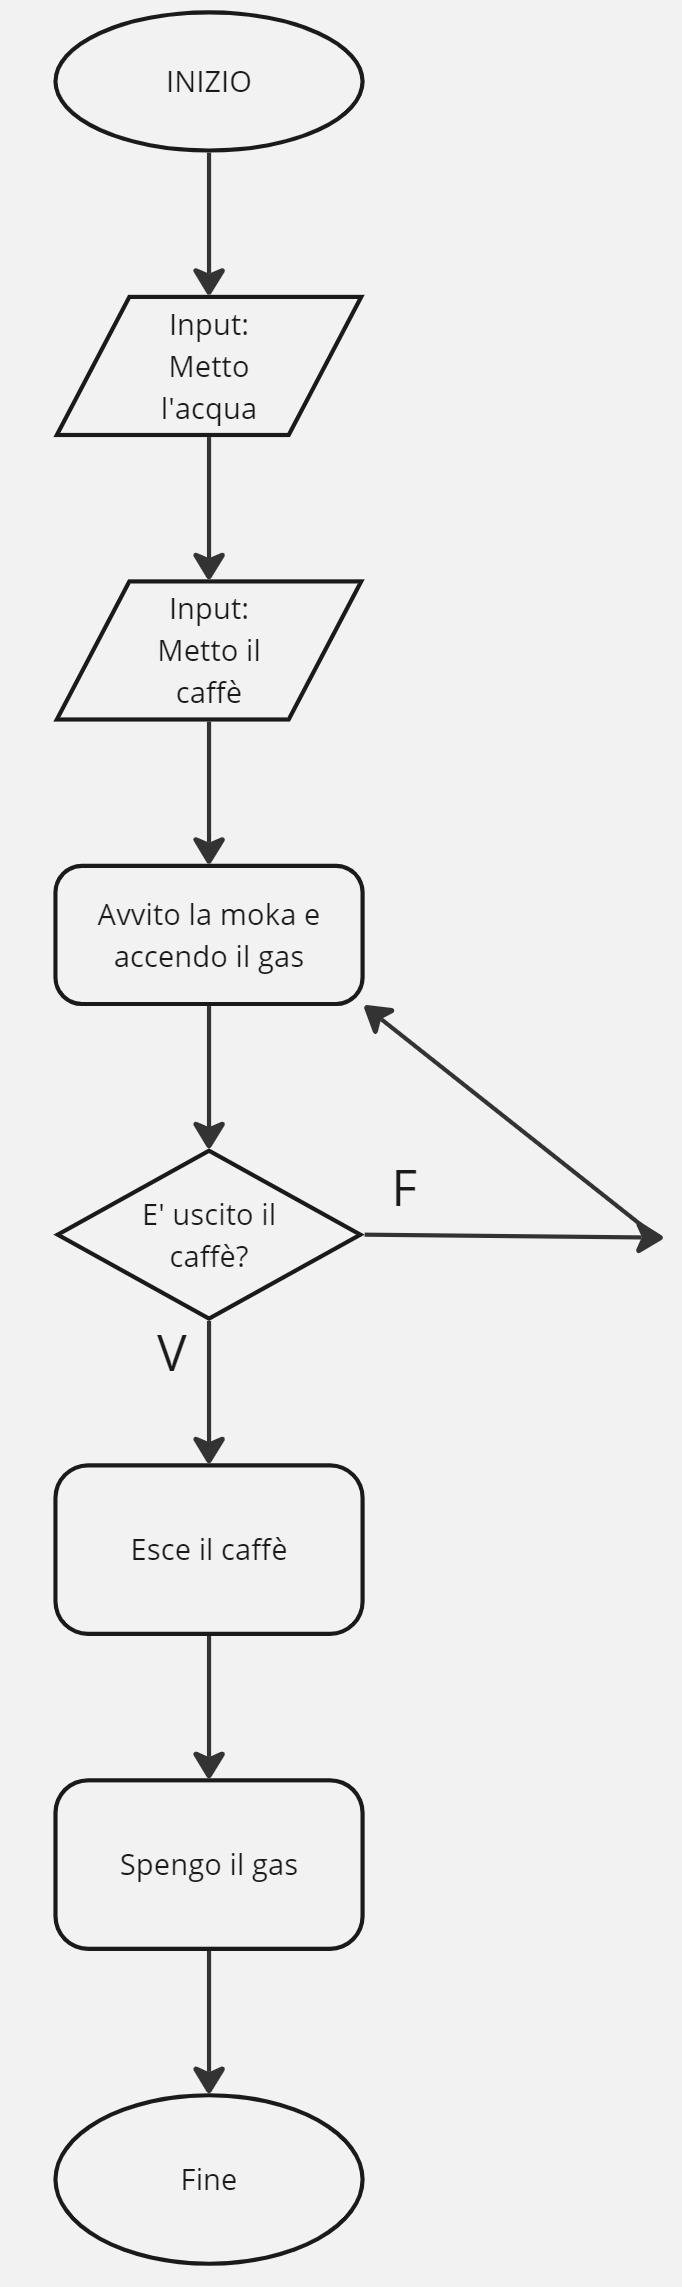 INIZIO
Input:
Metto
l'acqua
Input:
Metto il
caffè
Avvito la moka e
accendo il gas
F
E' uscito il
caffè?
V
Esce il caffè
Spengo il gas
Fine